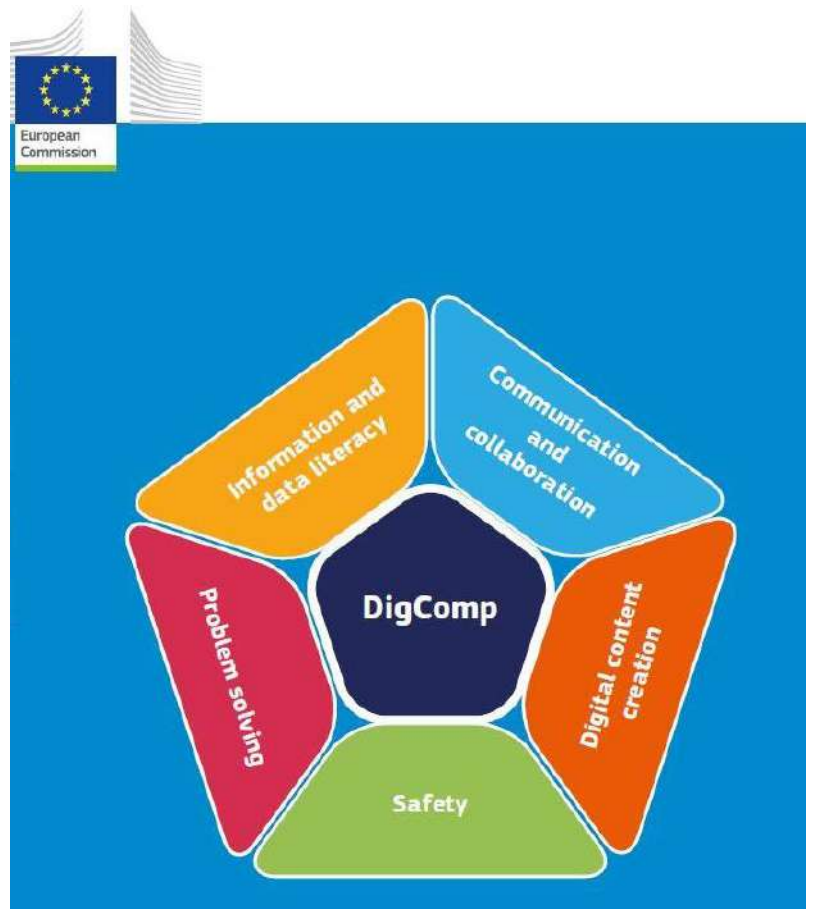 European
Commission
Information and
data literacy
Communication
and
collaboration
DigComp
Problem solving
Digital content
creation
Safety